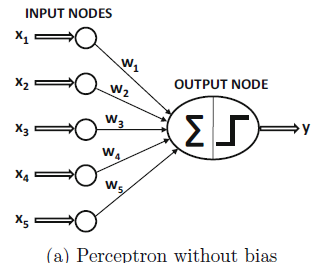 INPUT NODES
x1
w1
OUTPUT NODE
x2
w2
x3
w3
Σ
y
w4
x4
w5
x5
(a) Perceptron without bias